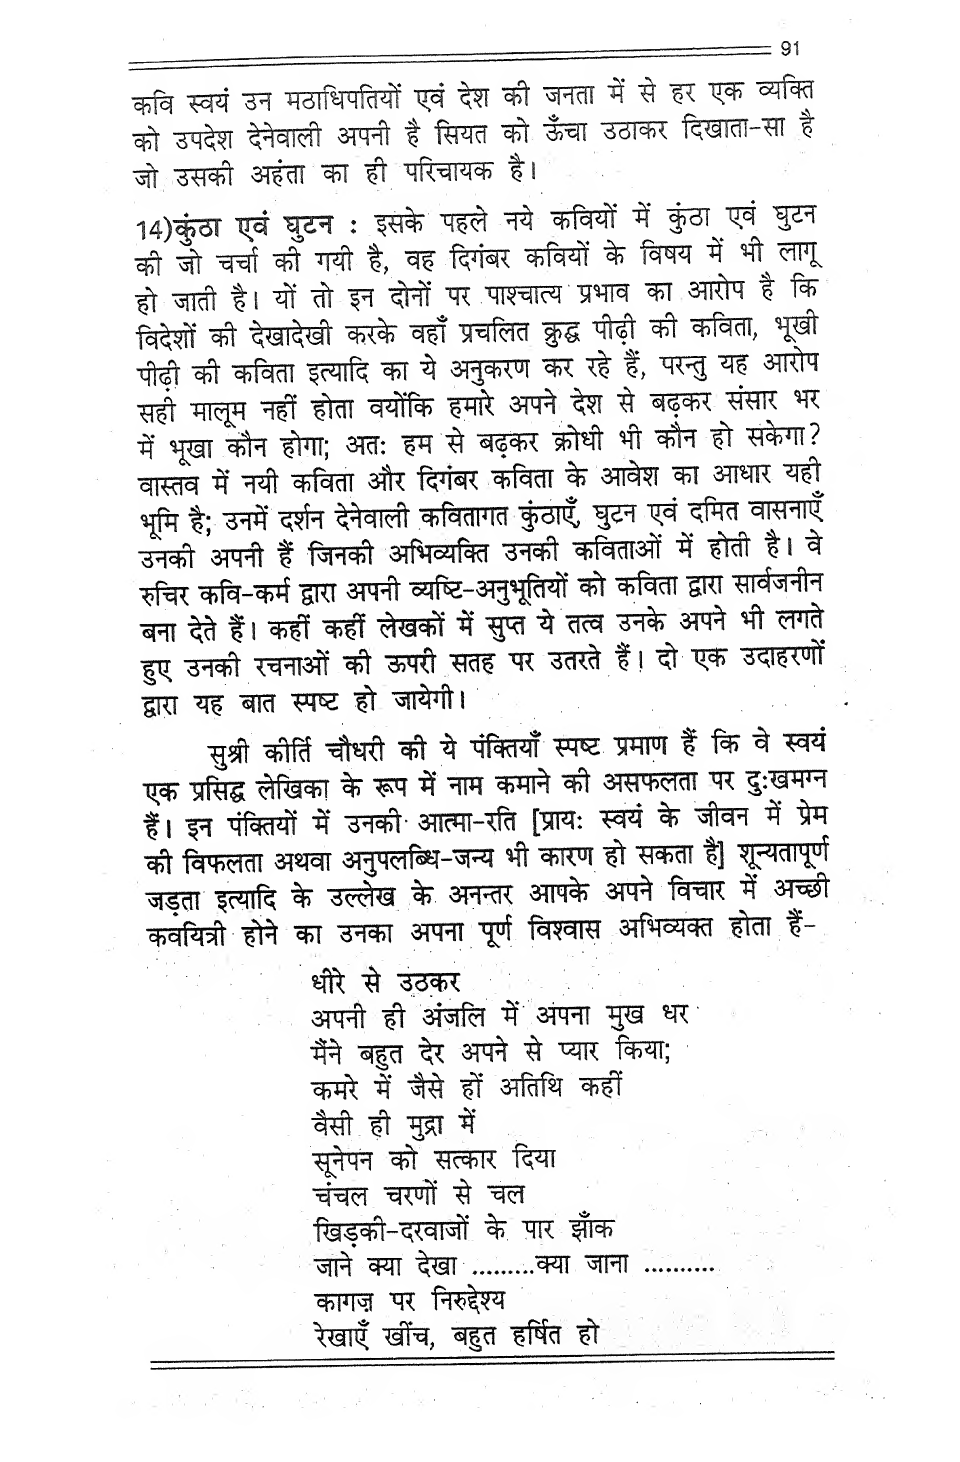 91
कवि स्वयं उन मठाधिपतियों एवं देश की जनता में से हर एक व्यक्ति
को उपदेश देनेवाली अपनी है सियत को ऊँचा उठाकर दिखाता-सा है
जो उसकी अहंता का ही परिचायक है।
14)कुंठा एवं घुटन : इसके पहले नये कवियों में कुंठा एवं घुटन
की जो चर्चा की गयी है, वह दिगंबर कवियों के विषय में भी लागू
हो जाती है। यों तो इन दोनों पर पाश्चात्य प्रभाव का आरोप है कि
विदेशों की देखादेखी करके वहाँ प्रचलित क्रुद्ध पीढ़ी की कविता, भूखी
पीढ़ी की कविता इत्यादि का ये अनुकरण कर रहे हैं, परन्तु यह आरोप
सही मालूम नहीं होता क्योंकि हमारे अपने देश से बढ़कर संसार भर
में भूखा कौन होगा; अतः हम से बढ़कर क्रोधी भी कौन हो सकेगा?
वास्तव में नयी कविता और दिगंबर कविता के आवेश का आधार यही
भूमि है; उनमें दर्शन देनेवाली कवितागत कुंठाएँ, घुटन एवं दमित वासनाएँ
उनकी अपनी हैं जिनकी अभिव्यक्ति उनकी कविताओं में होती है। वे
रुचिर कवि-कर्म द्वारा अपनी व्यष्टि-अनुभूतियों को कविता द्वारा सार्वजनीन
बना देते हैं। कहीं कहीं लेखकों में सुप्त ये तत्व उनके अपने भी लगते
हुए उनकी रचनाओं की ऊपरी सतह पर उतरते हैं। दो एक उदाहरणों
द्वारा यह बात स्पष्ट हो जायेगी।
सुश्री कीर्ति चौधरी की ये पंक्तियाँ स्पष्ट प्रमाण हैं कि वे स्वयं
एक प्रसिद्ध लेखिका के रूप में नाम कमाने की असफलता पर दुःखमग्न
हैं। इन पंक्तियों में उनकी आत्मा-रति [प्रायः स्वयं के जीवन में प्रेम
की विफलता अथवा अनुपलब्धि-जन्य भी कारण हो सकता है] शून्यतापूर्ण
जड़ता इत्यादि के उल्लेख के अनन्तर आपके अपने विचार में अच्छी
कवयित्री होने का उनका अपना पूर्ण विश्वास अभिव्यक्त होता हैं-
धीरे से उठकर
अपनी ही अंजलि में अपना मुख धर
मैंने बहुत देर अपने से प्यार किया;
कमरे में जैसे हों अतिथि कहीं
वैसी ही मुद्रा में
सूनेपन को सत्कार दिया
चंचल चरणों से चल
खिड़की-दरवाजों के पार झाँक
जाने क्या देखा .........क्या जाना ..........
कागज़ पर निरुद्देश्य
रेखाएँ खींच, बहुत हर्षित हो